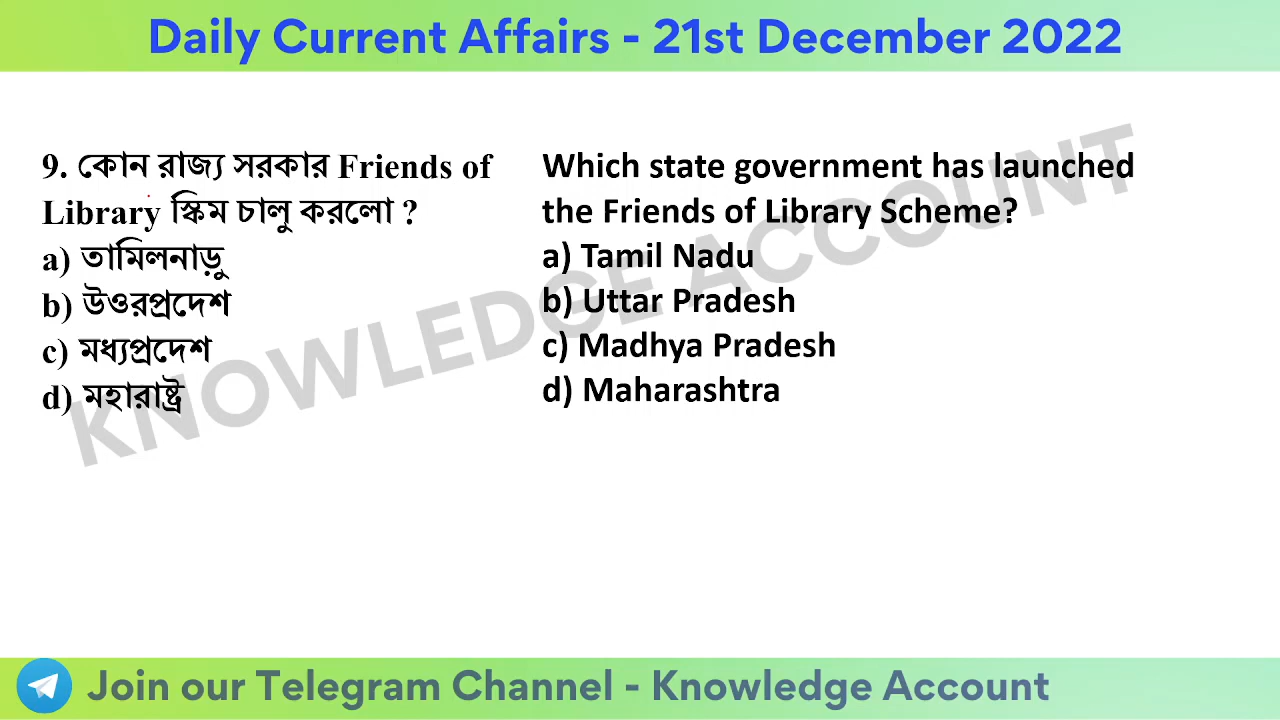 Daily Current Affairs - 21st December 2022
9. কোন রাজ্য সরকার Friends of
Library স্কিম চালু করলো ?
a) তামিলনাড়ু
b) উওরপ্রদেশ
c) মধ্যপ্রদেশ
d) মহারাষ্ট্র
Which state government has launched
the Friends of Library Scheme?
a) Tamil Nadu
b) Uttar Pradesh
c) Madhya Pradesh
d) Maharashtra
KNOWLEDGE ACCOUNT
Join our Telegram Channel - Knowledge Account